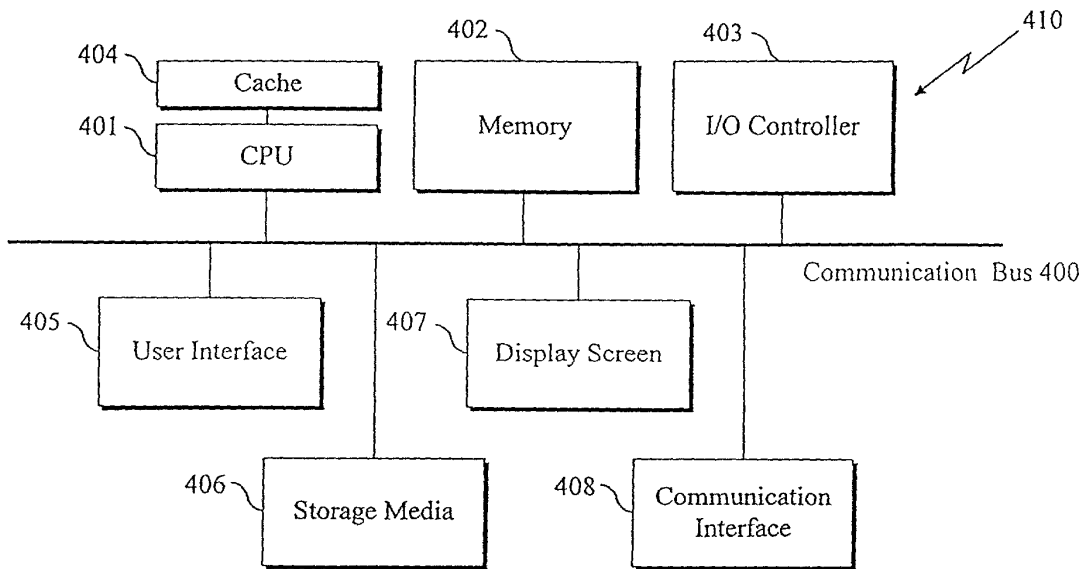 404
Cache
401
CPU
402
Memory
403
I/O Controller
410
Communication Bus 400
405
User Interface
407
Display Screen
406
Storage Media
408
Communication
Interface